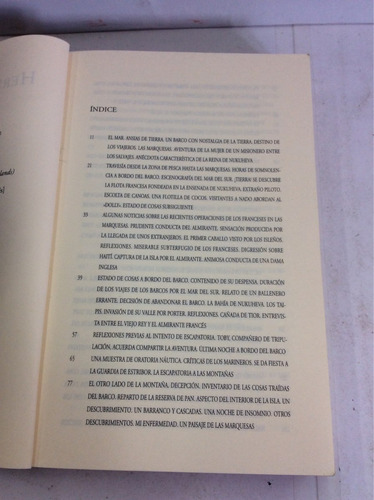 ÍNDICE
EL MAR. ANSIAS DE TIERRA. UN BARCO CON NOSTALGIA DE LA TIERRA. DESTINO DE
LOS VIAJEROS. LAS MARQUESAS. AVENTURA DE LA MUJER DE UN MISIONERO ENTRE
LOS SALVAJES. ANÉCDOTA CARACTERÍSTICA DE LA REINA DE NUKUHEVA
TRAVESÍA DESDE LA ZONA DE PESCA HASTA LAS MARQUESAS. HORAS DE SOMNOLEN-
CIA A BORDO DEL BARCO. ESCENOGRAFÍA DEL MAR DEL SUR. ¡TIERRA! SE DESCUBRE
LA FLOTA FRANCESA FONDEADA EN LA ENSENADA DE NUKUHEVA. EXTRAÑO PILOTO.
ESCOLTA DE CANOAS. UNA FLOTILLA DE COCOS. VISITANTES A NADO ABORDAN AL
«DOLLY». ESTADO DE COSAS SUBSIGUIENTE
ALGUNAS NOTICIAS SOBRE LAS RECIENTES OPERACIONES DE LOS FRANCESES EN LAS
MARQUESAS. PRUDENTE CONDUCTA DEL ALMIRANTE. SENSACIÓN PRODUCIDA POR
LA LLEGADA DE UNOS EXTRANJEROS. EL PRIMER CABALLO VISTO POR LOS ISLEÑOS.
REFLEXIONES. MISERABLE SUBTERFUGIO DE LOS FRANCESES. DIGRESIÓN SOBRE
HAITÍ. CAPTURA DE LA ISLA POR EL ALMIRANTE. ANIMOSA CONDUCTA DE UNA DAMA
INGLESA
39 ESTADO DE COSAS A BORDO DEL BARCO. CONTENIDO DE SU DESPENSA. DURACIÓN
DE LOS VIAJES DE LOS BARCOS POR EL MAR DEL SUR. RELATO DE UN BALLENERO
ERRANTE. DECISIÓN DE ABANDONAR EL BARCO. LA BAHÍA DE NUKUHEVA. LOS TAI-
PIS. INVASIÓN DE SU VALLE POR PORTER. REFLEXIONES. CAÑADA DE TIOR. ENTREVIS-
TA ENTRE EL VIEJO REY Y EL ALMIRANTE FRANCÉS
57 REFLEXIONES PREVIAS AL INTENTO DE ESCAPATORIA. TOBY, COMPAÑERO DE TRIPU-
LACIÓN, ACUERDA COMPARTIR LA AVENTURA. ÚLTIMA NOCHE A BORDO DEL BARCO
65 UNA MUESTRA DE ORATORIA NÁUTICA. CRÍTICAS DE LOS MARINEROS. SE DA FIESTA A
LA GUARDIA DE ESTRIBOR. LA ESCAPATORIA A LAS MONTAÑAS
77 EL OTRO LADO DE LA MONTAÑA. DECEPCIÓN. INVENTARIO DE LAS COSAS TRAÍDAS
DEL BARCO. REPARTO DE LA RESERVA DE PAN. ASPECTO DEL INTERIOR DE LA ISLA. UN
DESCUBRIMIENTO. UN BARRANCO Y CASCADAS. UNA NOCHE DE INSOMNIO. OTROS
DESCUBRIMIENTOS. MI ENFERMEDAD. UN PAISAJE DE LAS MARQUESAS